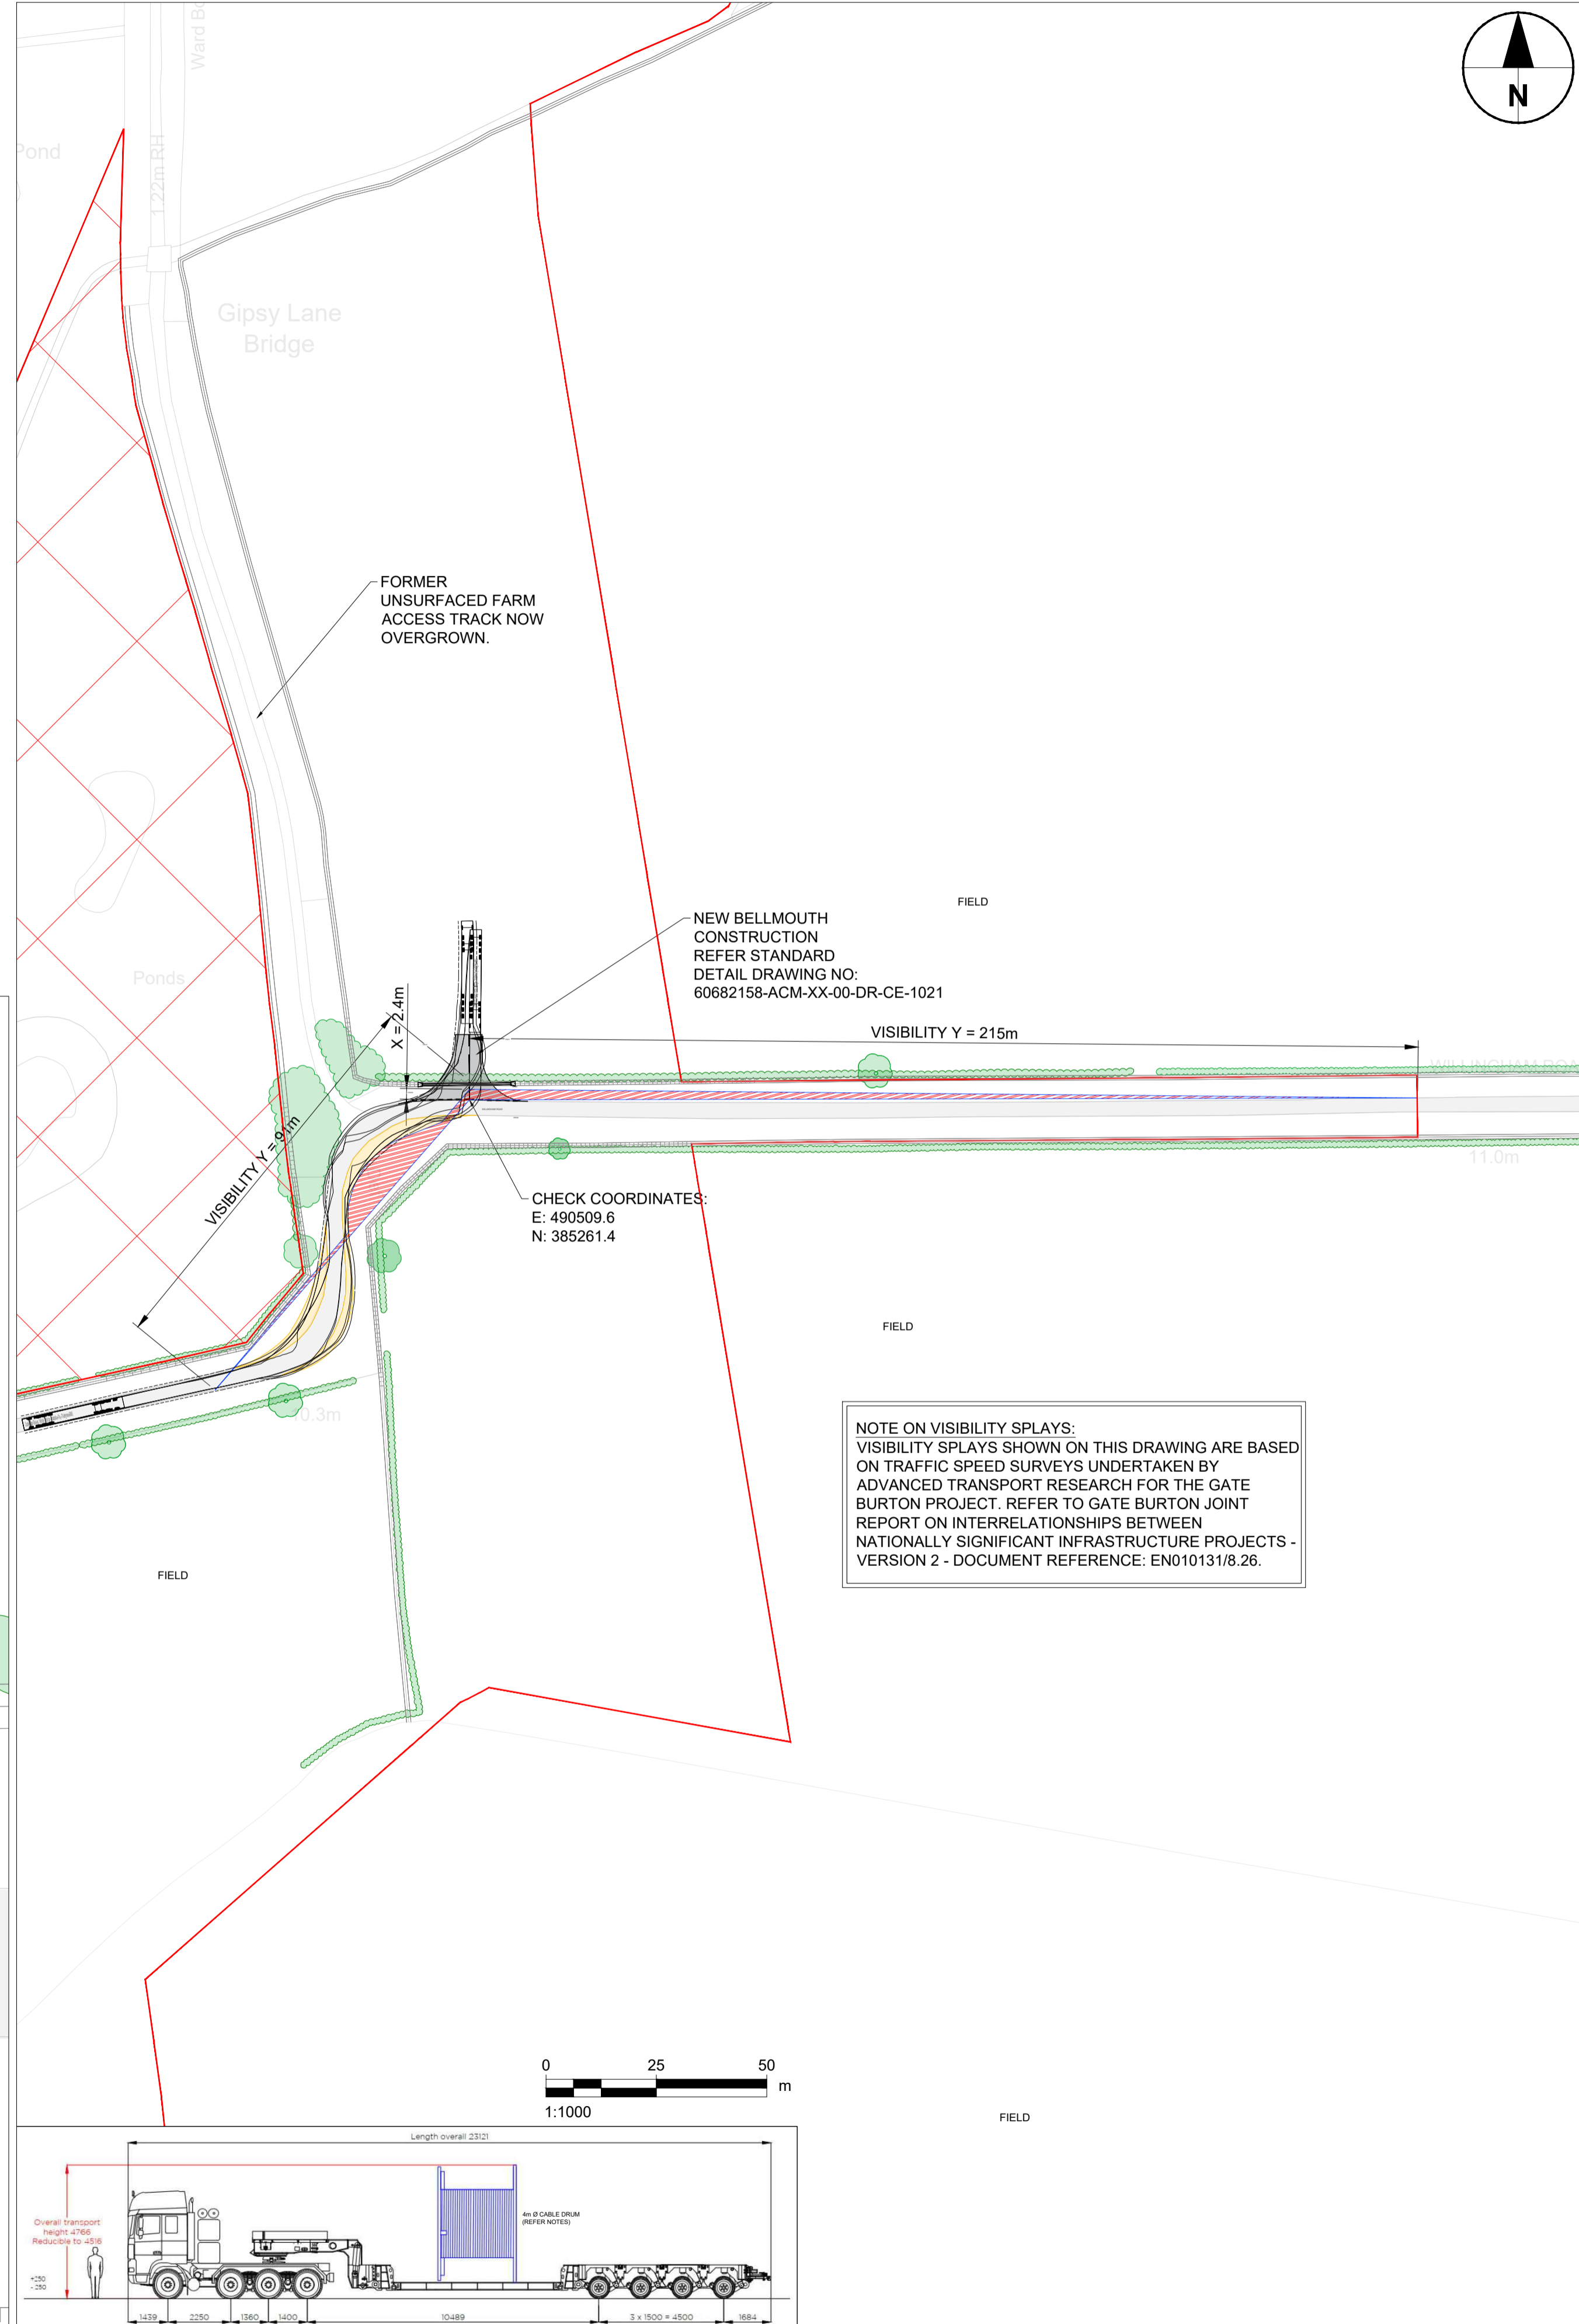 Ward Bo
N
Pond
1.22m RH
Gipsy Lane
Bridge
FORMER
UNSURFACED FARM
ACCESS TRACK NOW
OVERGROWN.
FIELD
NEW BELLMOUTH
CONSTRUCTION
REFER STANDARD
DETAIL DRAWING NO:
60682158-ACM-XX-00-DR-CE-1021
Ponds
X = 2.4m
VISIBILITY Y = 215m
WILLINGHAM ROA
VISIBILITY Y = 91m
11.0m
CHECK COORDINATES:
E: 490509.6
N: 385261.4
FIELD
10.3m
NOTE ON VISIBILITY SPLAYS:
VISIBILITY SPLAYS SHOWN ON THIS DRAWING ARE BASED
ON TRAFFIC SPEED SURVEYS UNDERTAKEN BY
ADVANCED TRANSPORT RESEARCH FOR THE GATE
BURTON PROJECT. REFER TO GATE BURTON JOINT
REPORT ON INTERRELATIONSHIPS BETWEEN
NATIONALLY SIGNIFICANT INFRASTRUCTURE PROJECTS -
VERSION 2 - DOCUMENT REFERENCE: EN010131/8.26.
FIELD
0 25 50
m
1:1000
FIELD
Length overall 23121
Overall transport
height 4766
Reducible to 4516
4m Ø CABLE DRUM
(REFER NOTES)
+250
- 250
1439 2250 1360 1400 10489 3 x 1500 = 4500 1684